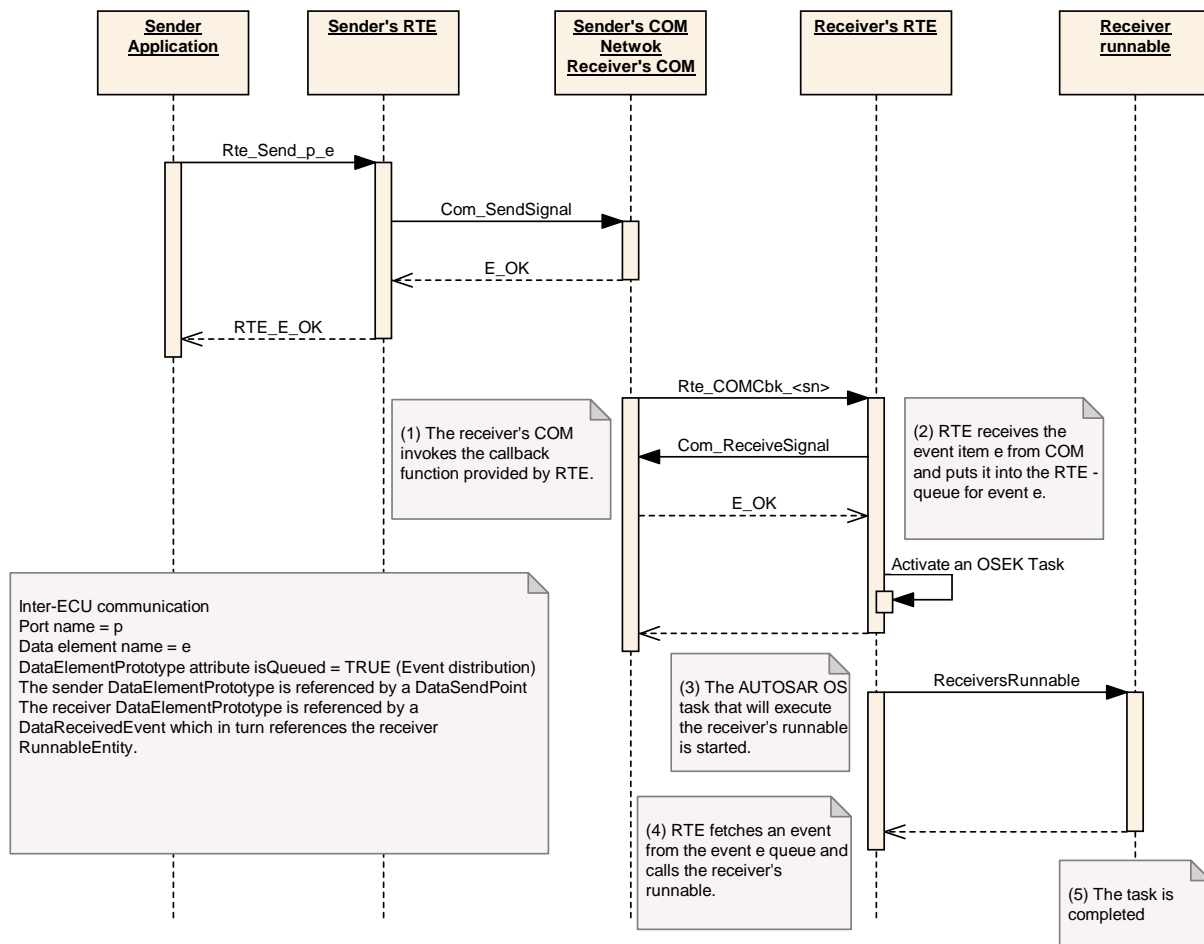 Sender
Application
Sender's RTE
Sender's COM
Netwok
Receiver's COM
Receiver's RTE
Receiver
runnable
Rte_Send_p_e
Com_SendSignal
E_OK
RTE_E_OK
Rte_COMCbk_<sn>
(1) The receiver's COM
invokes the callback
function provided by RTE.
Com_ReceiveSignal
(2) RTE receives the
event item e from COM
and puts it into the RTE -
queue for event e.
E_OK
Activate an OSEK Task
Inter-ECU communication
Port name = p
Data element name = e
DataElementPrototype attribute isQueued = TRUE (Event distribution)
The sender DataElementPrototype is referenced by a DataSendPoint
The receiver DataElementPrototype is referenced by a
DataReceivedEvent which in turn references the receiver
RunnableEntity.
(3) The AUTOSAR OS
task that will execute
the receiver's runnable
is started.
ReceiversRunnable
(4) RTE fetches an event
from the event e queue and
calls the receiver's
runnable.
(5) The task is
completed